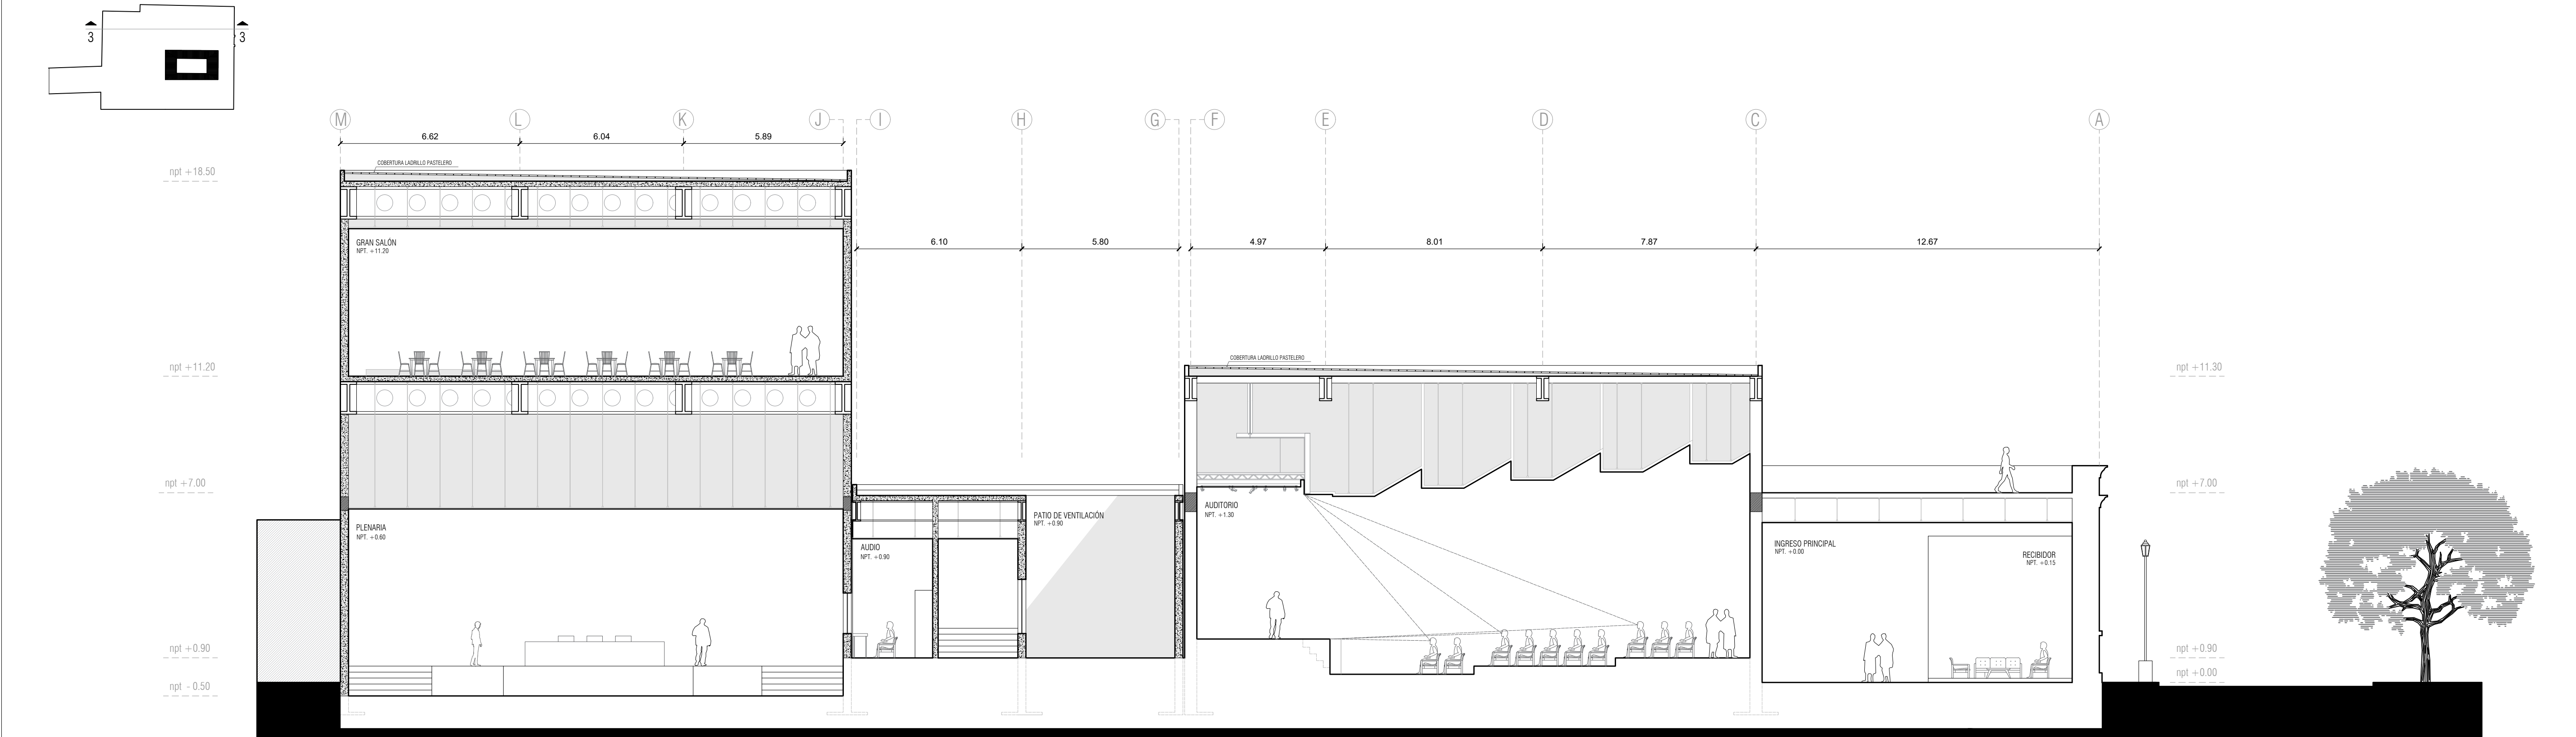 3 3
M L K J I H G F E D C A
6.62 6.04 5.89
COBERTURA LADRILLO PASTELERO
npt +18.50
GRAN SALÓN
NPT. +11.20
6.10 5.80 4.97 8.01 7.87 12.67
COBERTURA LADRILLO PASTELERO
npt +11.20
npt +11.30
npt +7.00
npt +7.00
AUDITORIO
NPT. +1.30
PATIO DE VENTILACIÓN
NPT. +0.90
PLENARIA
NPT. +0.60
AUDIO
NPT. +0.90
INGRESO PRINCIPAL
NPT. +0.00
RECIBIDOR
NPT. +0.15
npt +0.90
npt +0.90
npt +0.00
npt - 0.50